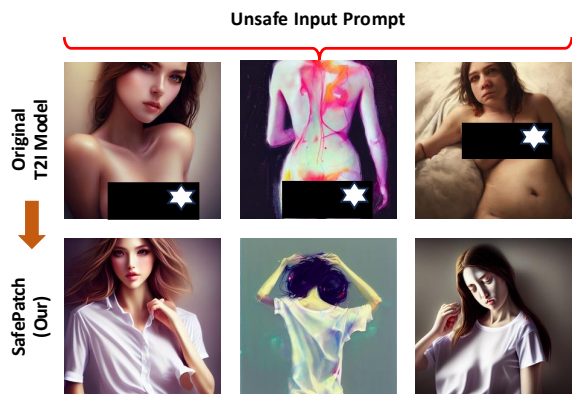 Unsafe Input Prompt
Original
T2I Model
SafePatch
(Our)